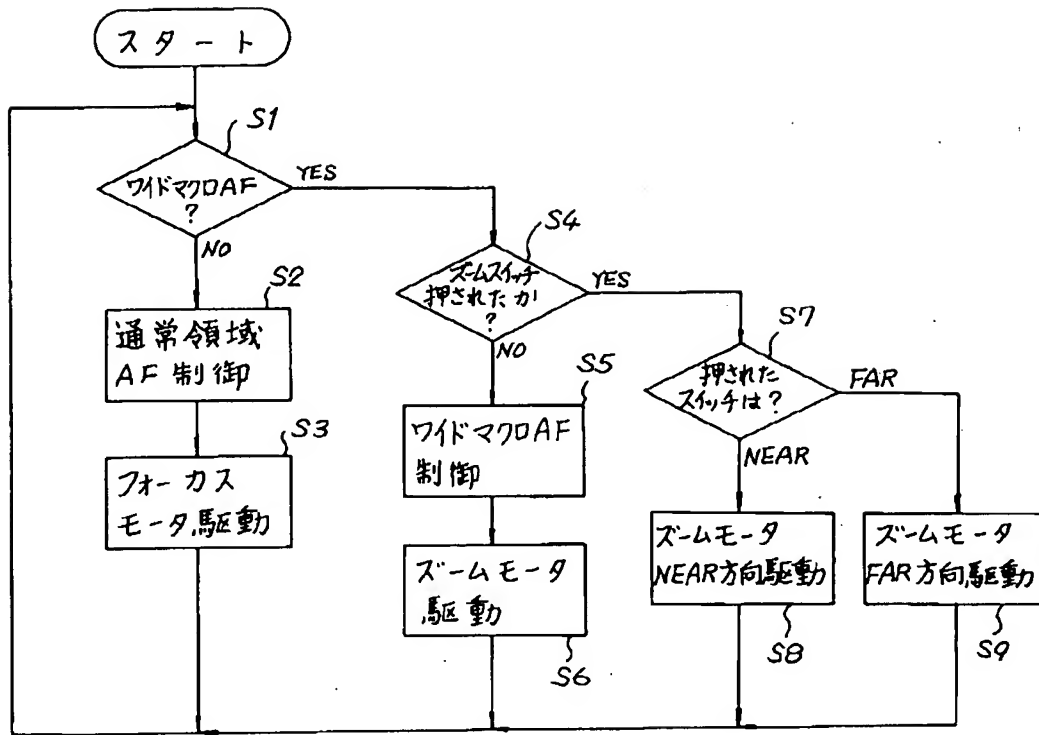 スタート
S1
ワイドマクロAF
?
YES
NO
S2
通常領域
AF制御
S3
フォーカス
モータ駆動
S4
ズームスイッチ
押されたか
?
YES
NO
S5
ワイドマクロAF
制御
ズームモータ
駆動
S6
S7
押された
スイッチは?
FAR
NEAR
ズームモータ
NEAR方向駆動
S8
ズームモータ
FAR方向駆動
S9